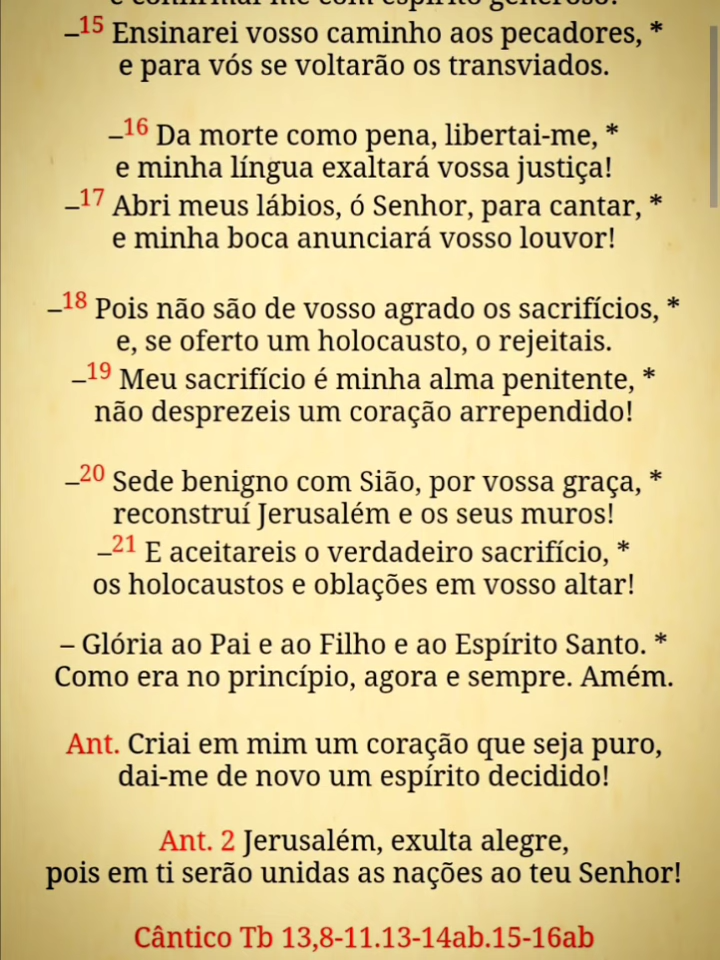 e confirmai-me com espírito generoso!
–15 Ensinarei vosso caminho aos pecadores, *
e para vós se voltarão os transviados.
–16 Da morte como pena, libertai-me, *
e minha língua exaltará vossa justiça!
–17 Abri meus lábios, ó Senhor, para cantar, *
e minha boca anunciará vosso louvor!
–18 Pois não são de vosso agrado os sacrifícios, *
e, se oferto um holocausto, o rejeitais.
–19 Meu sacrifício é minha alma penitente, *
não desprezeis um coração arrependido!
–20 Sede benigno com Sião, por vossa graça, *
reconstruí Jerusalém e os seus muros!
–21 E aceitareis o verdadeiro sacrifício, *
os holocaustos e oblações em vosso altar!
– Glória ao Pai e ao Filho e ao Espírito Santo. *
Como era no princípio, agora e sempre. Amém.
Ant. Criai em mim um coração que seja puro,
dai-me de novo um espírito decidido!
Ant. 2 Jerusalém, exulta alegre,
pois em ti serão unidas as nações ao teu Senhor!
Cântico Tb 13,8-11.13-14ab.15-16ab